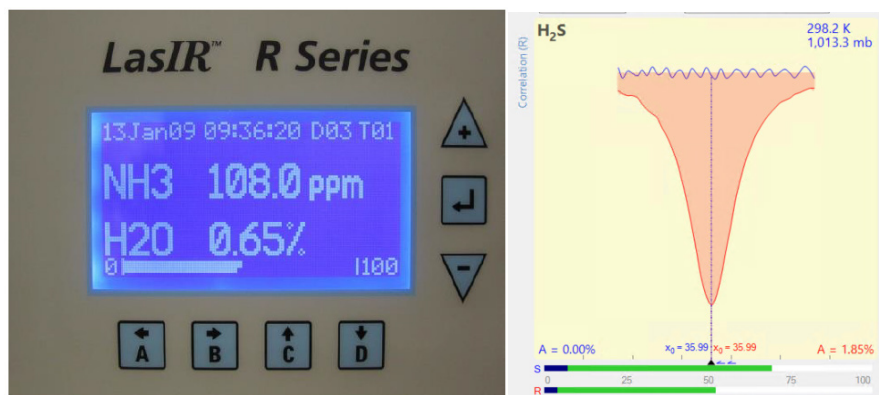 LasIR™ R Series
13Jan09 09:36:20 D03 T01
NH3 108.0 ppm
H2O 0.65%
0 100
+
-
A B C D
H₂S
298.2 K
1,013.3 mb
Correlation (R)
A = 0.00% x₀ = 35.99 x₀ = 35.99 A = 1.85%
S
0 25 50 75 100
R